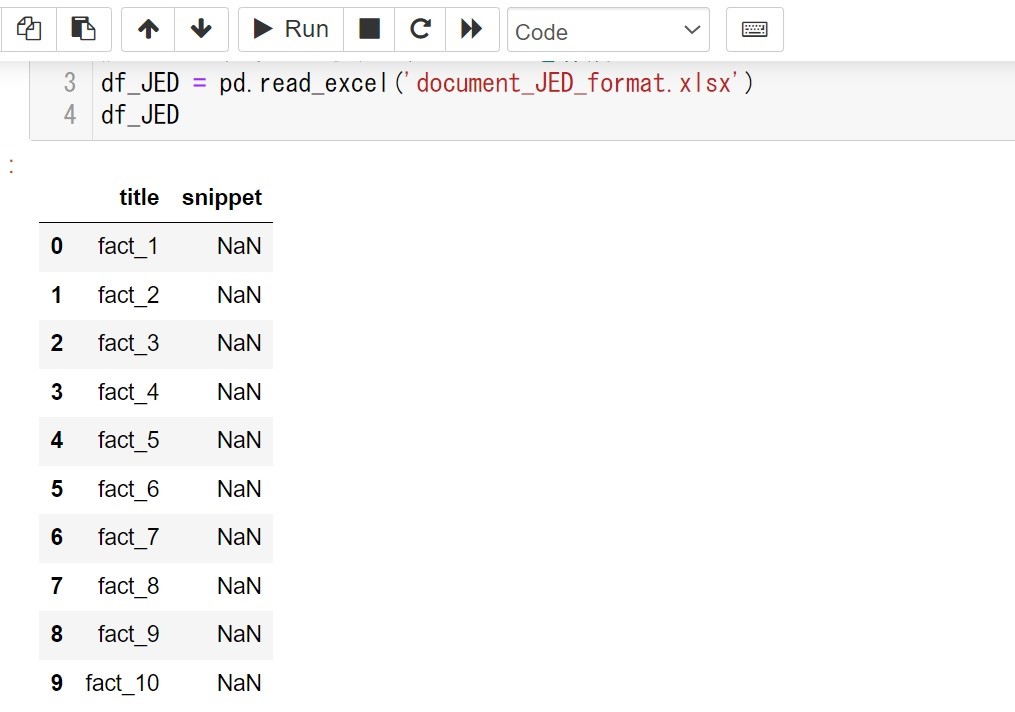 Run Code
3 df_JED = pd.read_excel('document_JED_format.xlsx')
4 df_JED
:
title snippet
0 fact_1 NaN
1 fact_2 NaN
2 fact_3 NaN
3 fact_4 NaN
4 fact_5 NaN
5 fact_6 NaN
6 fact_7 NaN
7 fact_8 NaN
8 fact_9 NaN
9 fact_10 NaN